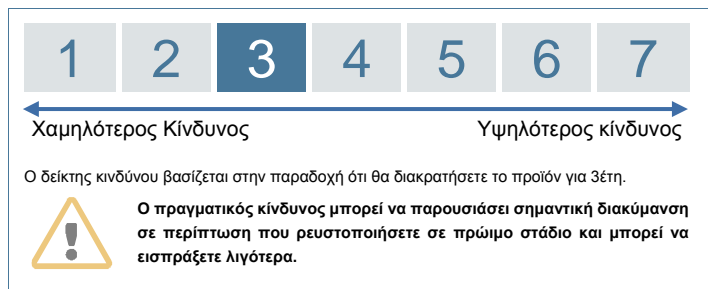 1 2 3 4 5 6 7
Χαμηλότερος Κίνδυνος Υψηλότερος κίνδυνος
Ο δείκτης κινδύνου βασίζεται στην παραδοχή ότι θα διακρατήσετε το προϊόν για 3έτη.
Ο πραγματικός κίνδυνος μπορεί να παρουσιάσει σημαντική διακύμανση
σε περίπτωση που ρευστοποιήσετε σε πρώιμο στάδιο και μπορεί να
εισπράξετε λιγότερα.